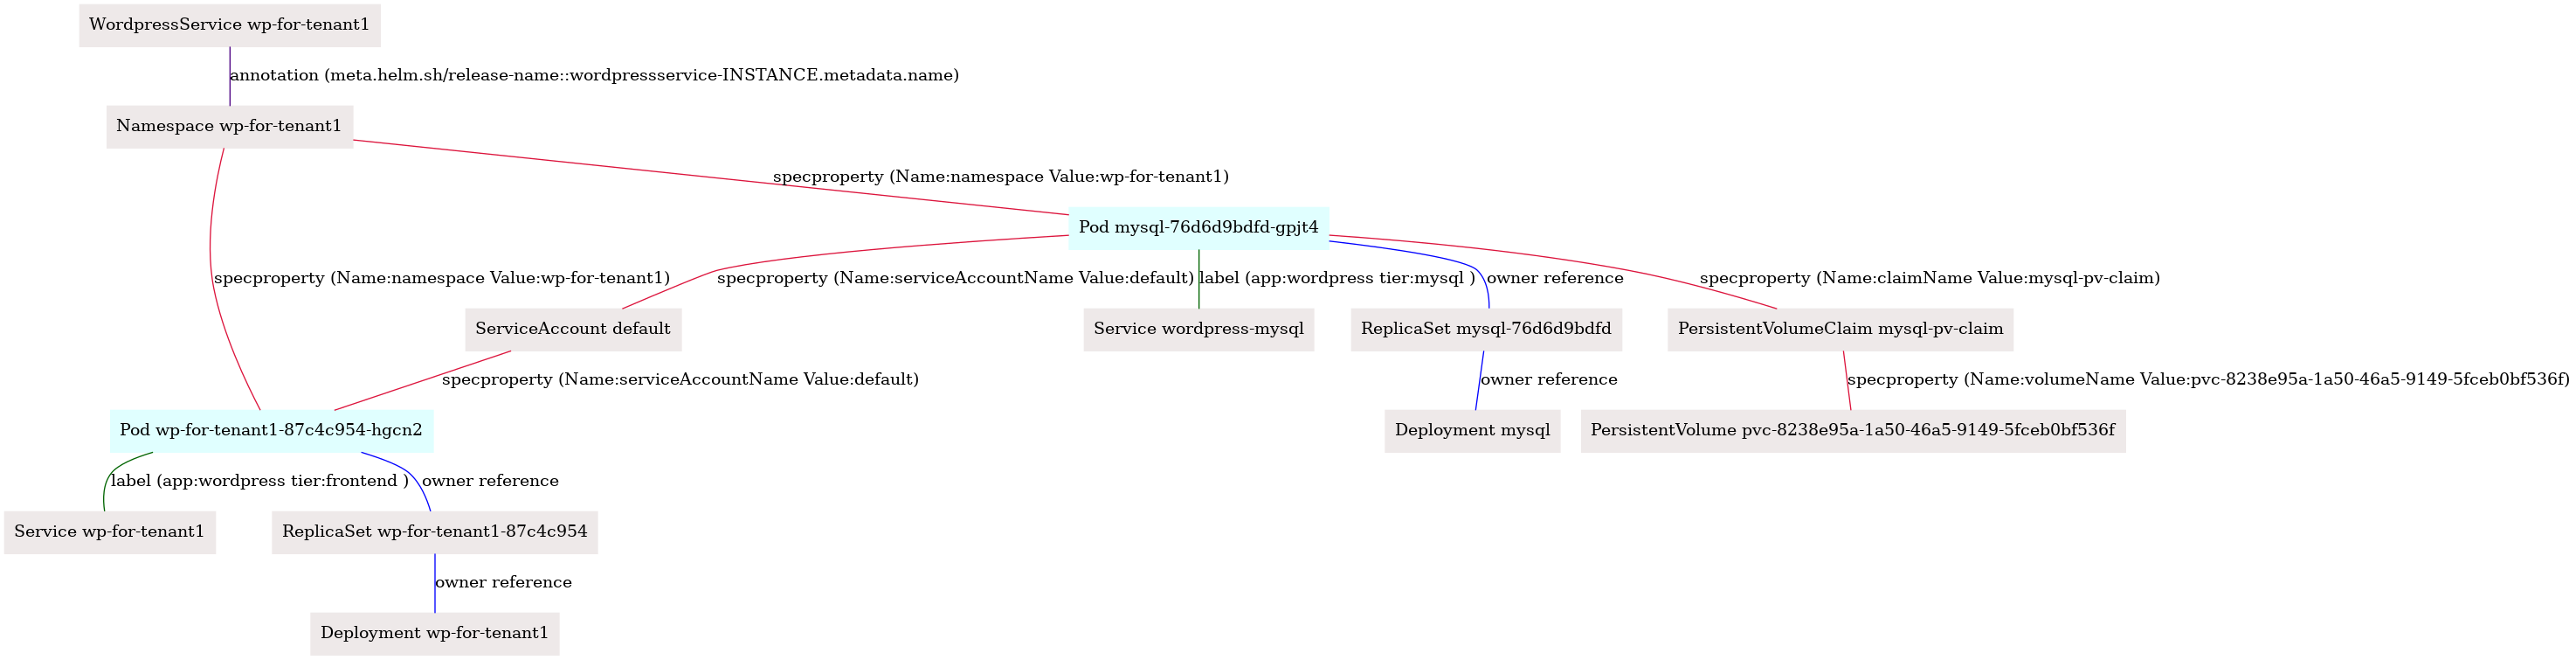 WordpressService wp-for-tenant1
annotation (meta.helm.sh/release-name::wordpressservice-INSTANCE.metadata.name)
Namespace wp-for-tenant1
specproperty (Name:namespace Value:wp-for-tenant1)
Pod mysql-76d6d9bdfd-gpjt4
specproperty (Name:namespace Value:wp-for-tenant1)
specproperty (Name:serviceAccountName Value:default)
label (app:wordpress tier:mysql )
owner reference
specproperty (Name:claimName Value:mysql-pv-claim)
ServiceAccount default
Service wordpress-mysql
ReplicaSet mysql-76d6d9bdfd
PersistentVolumeClaim mysql-pv-claim
specproperty (Name:serviceAccountName Value:default)
owner reference
specproperty (Name:volumeName Value:pvc-8238e95a-1a50-46a5-9149-5fceb0bf536f)
Pod wp-for-tenant1-87c4c954-hgcn2
Deployment mysql
PersistentVolume pvc-8238e95a-1a50-46a5-9149-5fceb0bf536f
label (app:wordpress tier:frontend )
owner reference
Service wp-for-tenant1
ReplicaSet wp-for-tenant1-87c4c954
owner reference
Deployment wp-for-tenant1